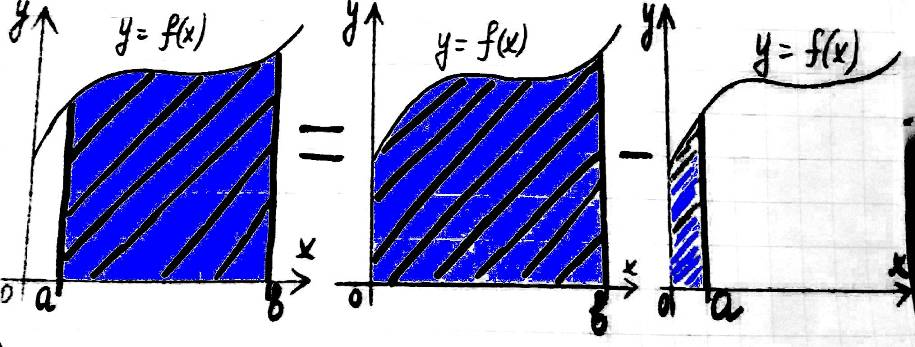 y y = f(x) 0 a b x
=
y y = f(x) 0 b x
-
y y = f(x) 0 a x